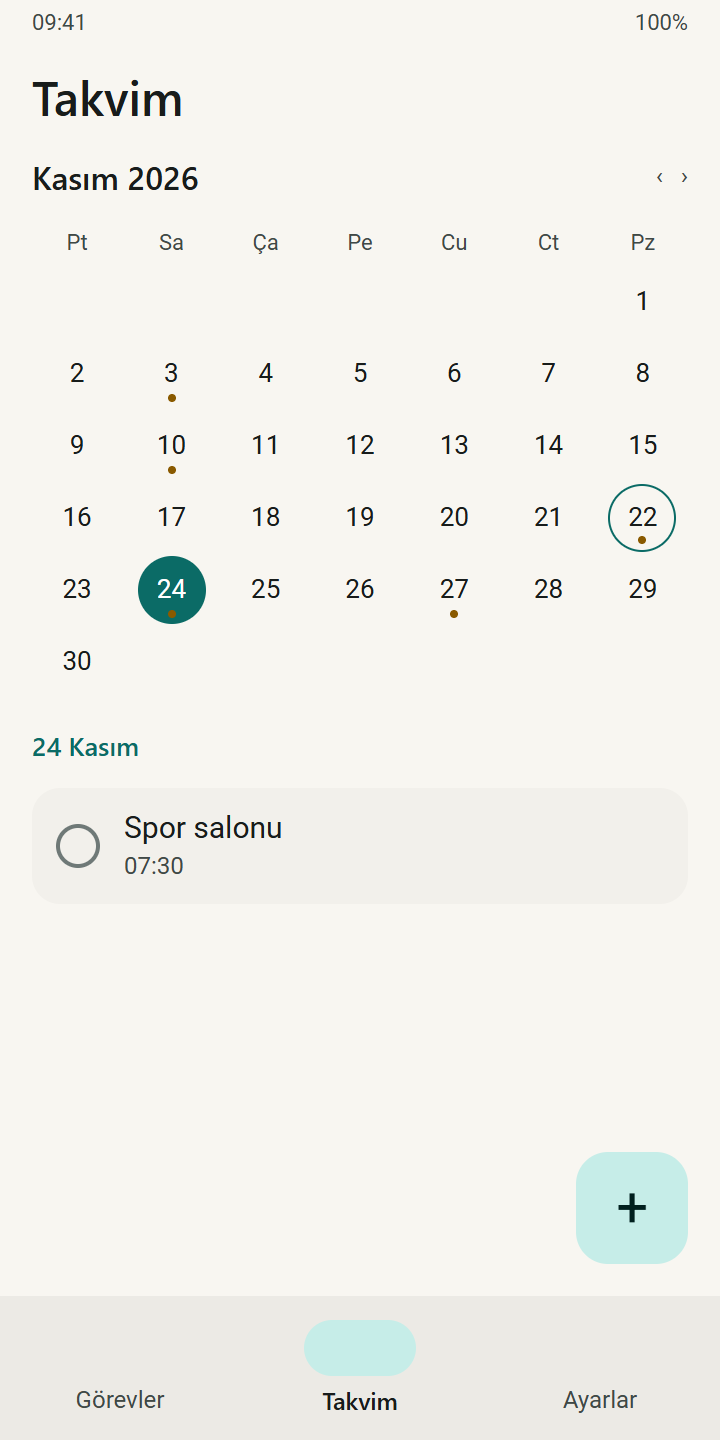 09:41 100%
Takvim
Kasım 2026 ‹ ›
Pt Sa Ça Pe Cu Ct Pz
1
2 3 4 5 6 7 8
9 10 11 12 13 14 15
16 17 18 19 20 21 22
23 24 25 26 27 28 29
30
24 Kasım
Spor salonu
07:30
+
Görevler Takvim Ayarlar